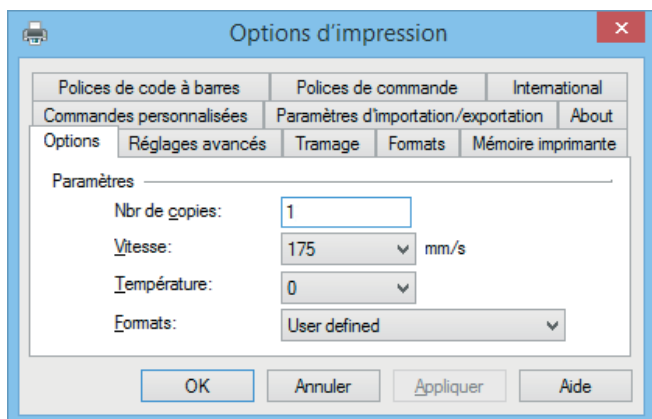 Options d'impression
Polices de code à barres Polices de commande International
Commandes personnalisées Paramètres d'importation/exportation About
Options Réglages avancés Tramage Formats Mémoire imprimante
Paramètres
Nbr de copies: 1
Vitesse: 175 mm/s
Température: 0
Formats: User defined
OK Annuler Appliquer Aide